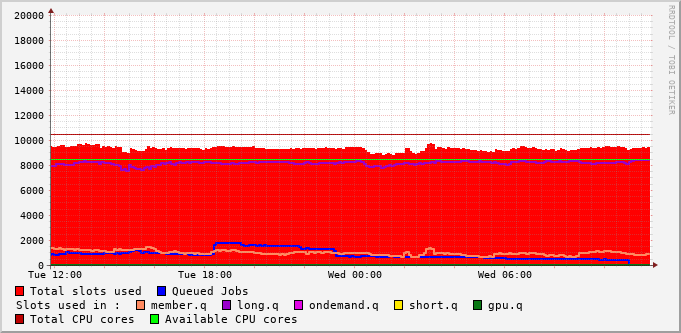 20000
18000
16000
14000
12000
10000
8000
6000
4000
2000
0
Tue 12:00 Tue 18:00 Wed 00:00 Wed 06:00
Total slots used Queued Jobs
Slots used in : member.q long.q ondemand.q short.q gpu.q
Total CPU cores Available CPU cores
RRDTOOL / TOBI OETIKER